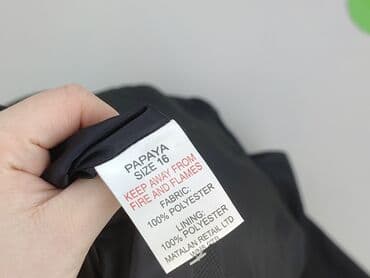 PAPAYA
SIZE 16
KEEP AWAY FROM
FIRE AND FLAMES
FABRIC:
100% POLYESTER
LINING:
100% POLYESTER
MATALAN RETAIL LTD